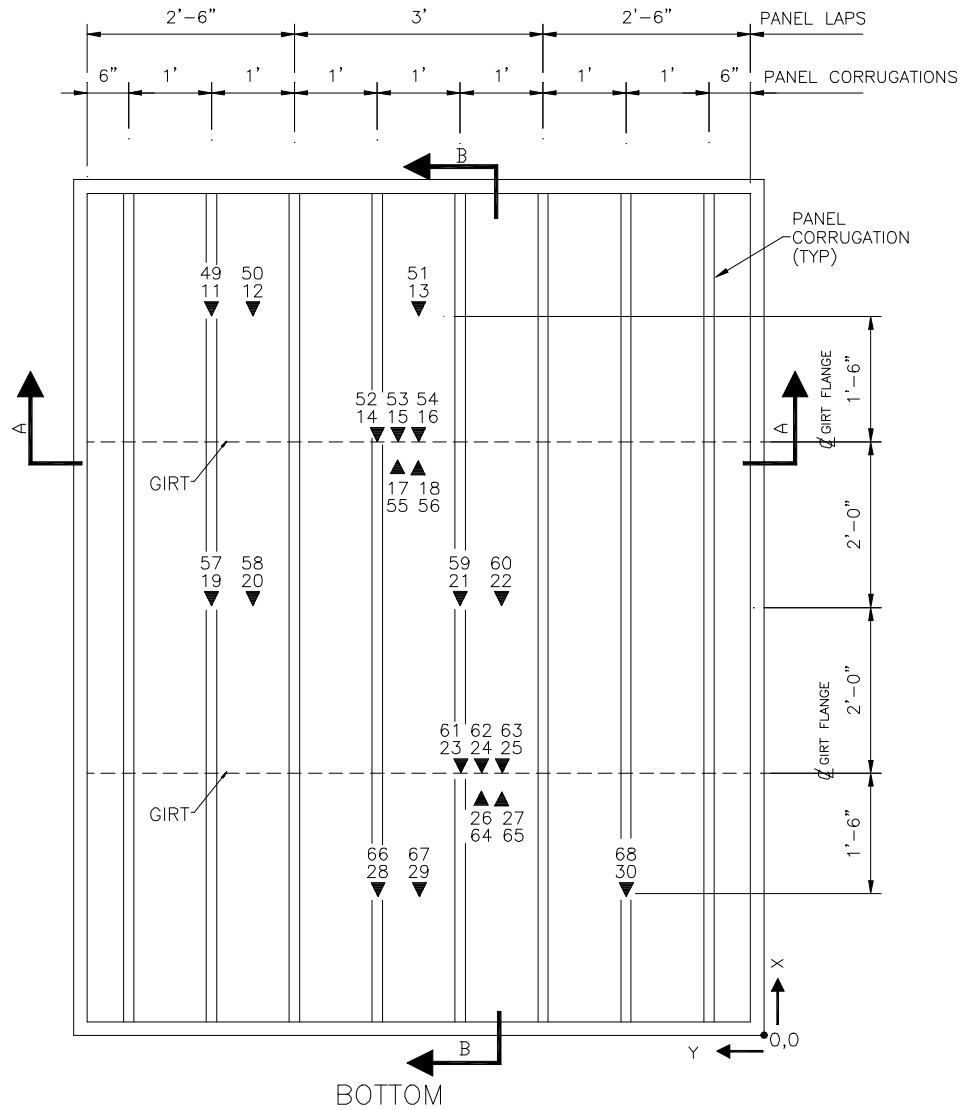 2'-6" 3' 2'-6" PANEL LAPS
6" 1' 1' 1' 1' 1' 1' 1' 6" PANEL CORRUGATIONS
B
PANEL
CORRUGATION
(TYP)
49 50 51
11 12 13
1'-6"
℄ GIRT FLANGE
52 53 54
14 15 16
A A
GIRT
17 18
55 56
2'-0"
57 58 59 60
19 20 21 22
2'-0"
℄ GIRT FLANGE
61 62 63
23 24 25
GIRT
26 27
64 65
1'-6"
66 67 68
28 29 30
X
0,0
Y
B
BOTTOM